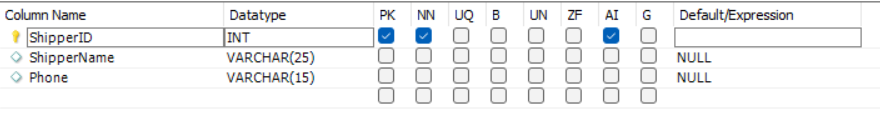 Column Name Datatype PK NN UQ B UN ZF AI G Default/Expression
ShipperID INT
ShipperName VARCHAR(25) NULL
Phone VARCHAR(15) NULL